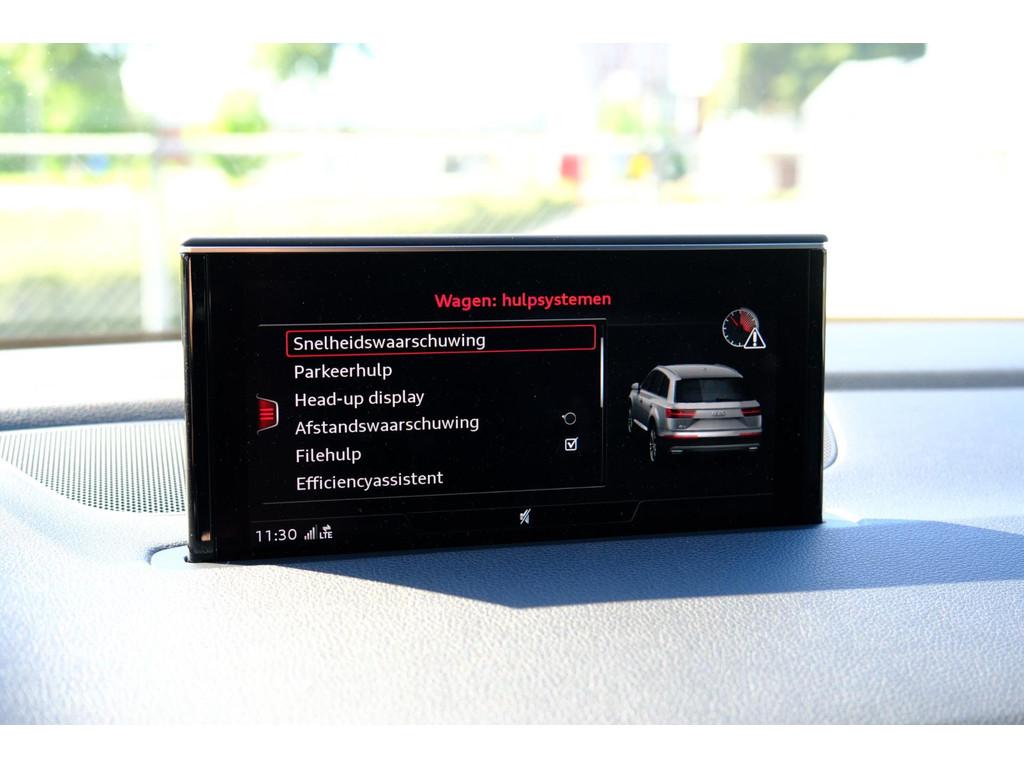 Wagen: hulpsystemen
Snelheidswaarschuwing
Parkeerhulp
Head-up display
Afstandswaarschuwing
Filehulp
Efficiencyassistent
11:30 LTE